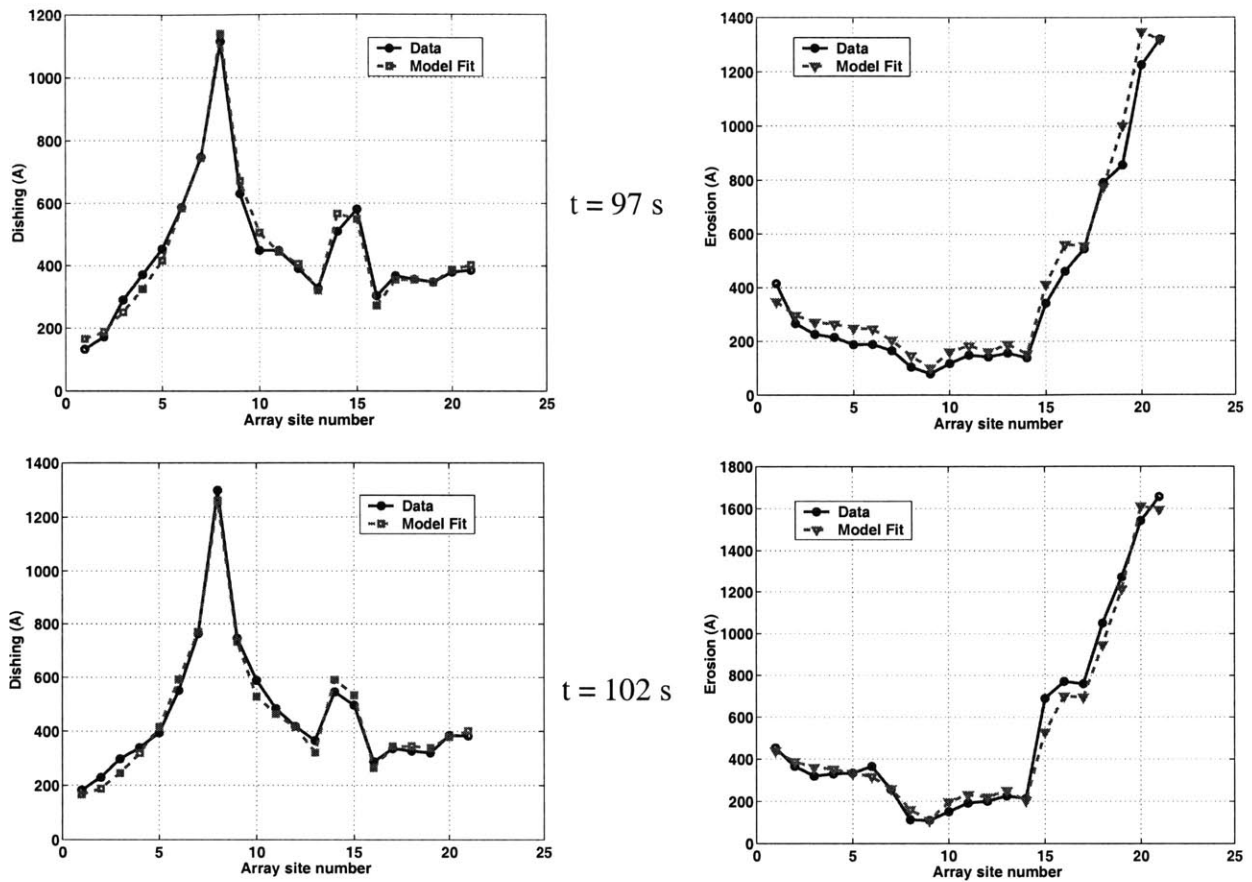 1200
1000
800
600
400
200
0
Dishing (A)
Data
Model Fit
0 5 10 15 20 25
Array site number
t = 97 s
1400
1200
1000
800
600
400
200
0
Erosion (A)
Data
Model Fit
0 5 10 15 20 25
Array site number
1400
1200
1000
800
600
400
200
0
Dishing (A)
Data
Model Fit
0 5 10 15 20 25
Array site number
t = 102 s
1800
1600
1400
1200
1000
800
600
400
200
0
Erosion (A)
Data
Model Fit
0 5 10 15 20 25
Array site number